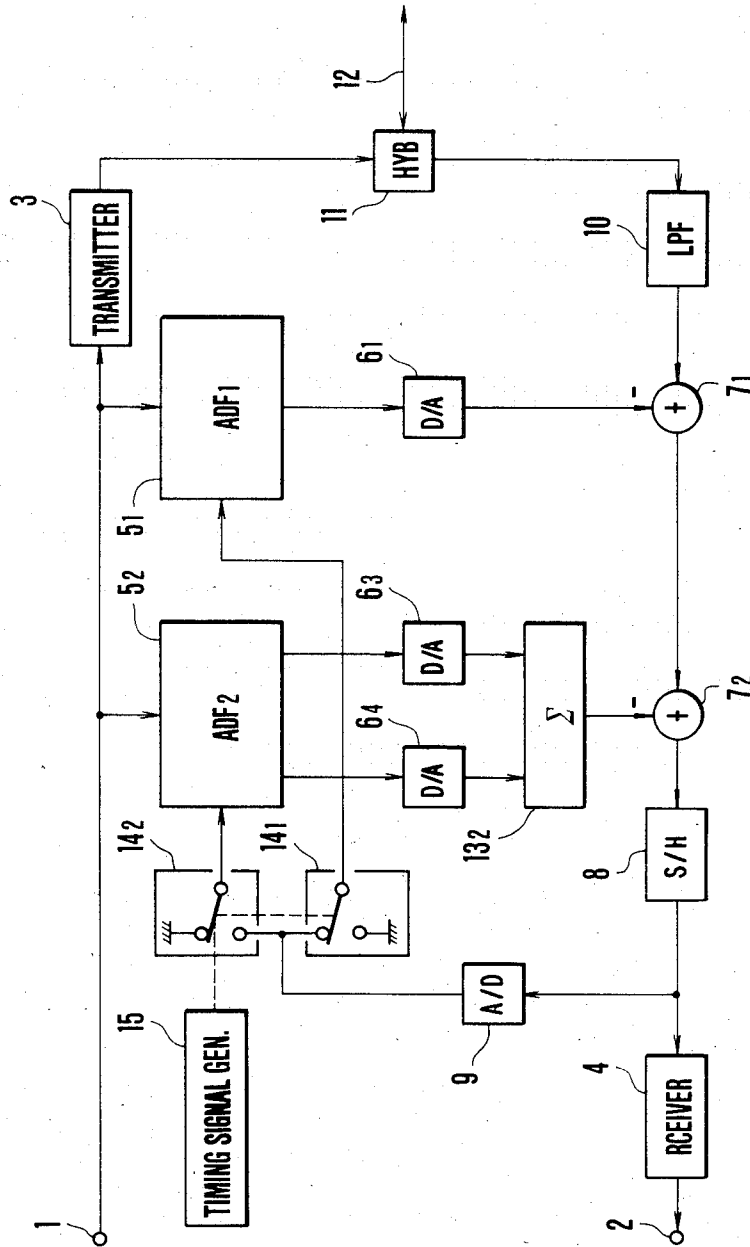 1
3
TRANSMITTER
12
HYB
11
52
ADF2
51
ADF1
15
TIMING SIGNAL GEN.
142
141
64
D/A
63
D/A
61
D/A
10
LPF
Σ
132
-
+
72
-
+
71
9
A/D
8
S/H
4
RCEIVER
2